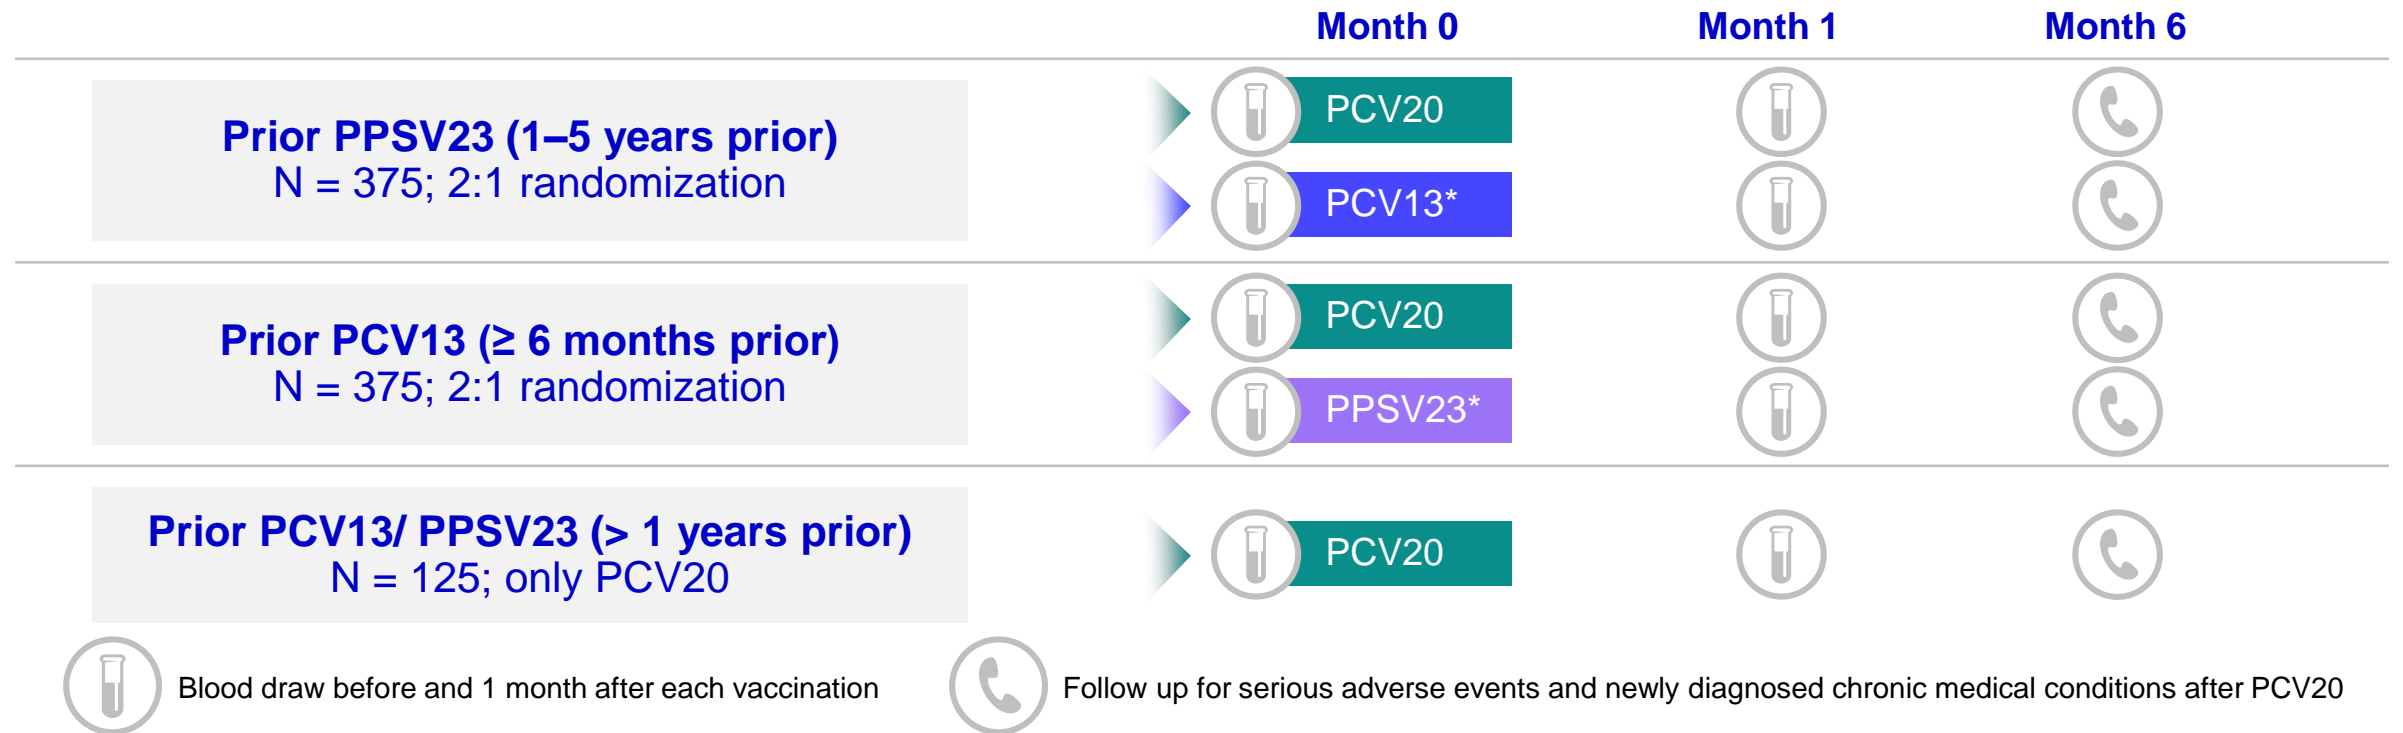 Month 0 Month 1 Month 6
Prior PPSV23 (1–5 years prior)
N = 375; 2:1 randomization
PCV20
PCV13*
Prior PCV13 (≥ 6 months prior)
N = 375; 2:1 randomization
PCV20
PPSV23*
Prior PCV13/ PPSV23 (> 1 years prior)
N = 125; only PCV20
PCV20
Blood draw before and 1 month after each vaccination
Follow up for serious adverse events and newly diagnosed chronic medical conditions after PCV20